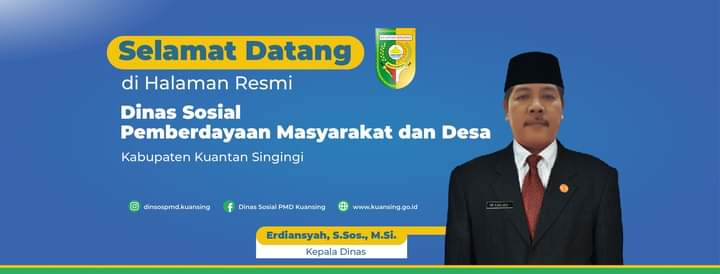 Selamat Datang
di Halaman Resmi
Dinas Sosial
Pemberdayaan Masyarakat dan Desa
Kabupaten Kuantan Singingi
dinsospmd.kuansing
Dinas Sosial PMD Kuansing
www.kuansing.go.id
Erdiansyah, S.Sos., M.Si.
Kepala Dinas